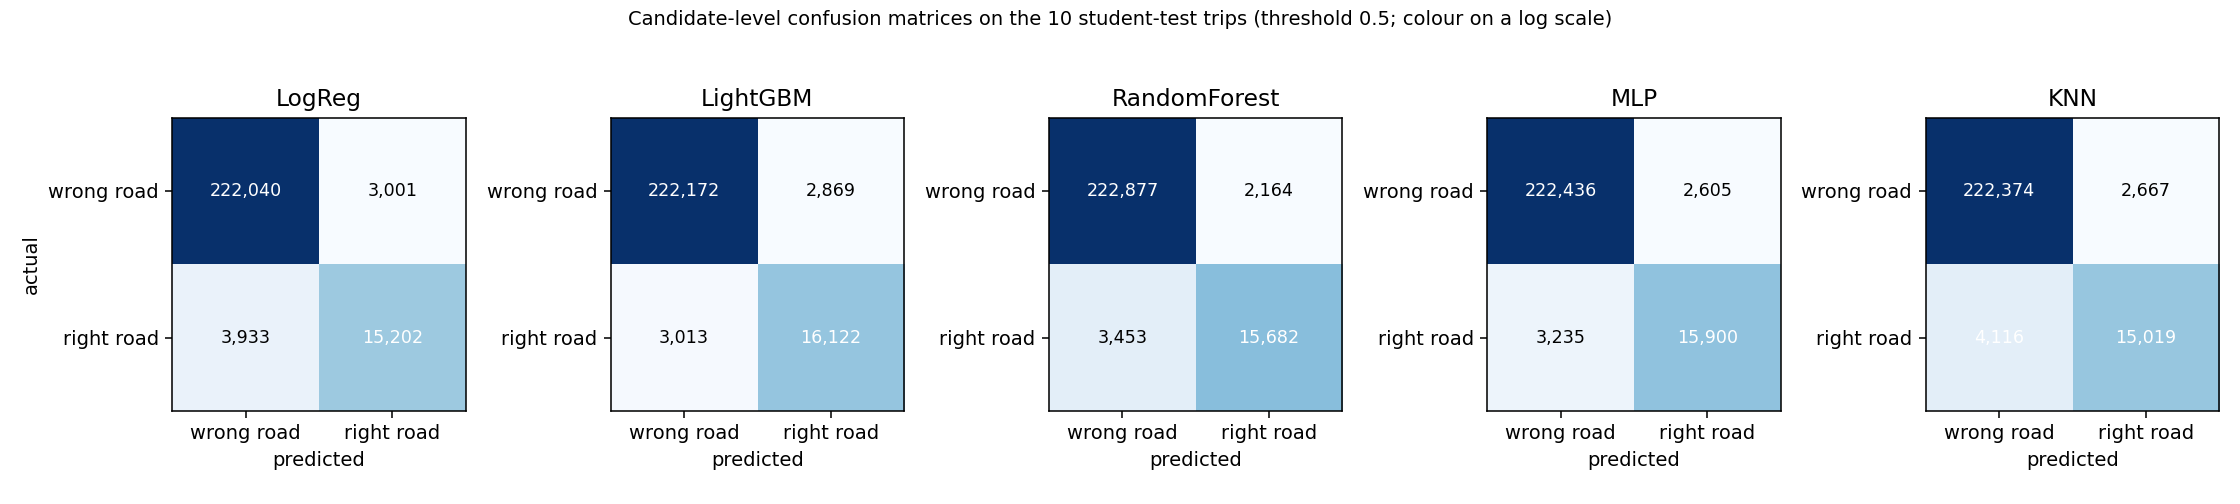 Candidate-level confusion matrices on the 10 student-test trips (threshold 0.5; colour on a log scale)
LogReg
LightGBM
RandomForest
MLP
KNN
wrong road 222,040 3,001
wrong road 222,172 2,869
wrong road 222,877 2,164
wrong road 222,436 2,605
wrong road 222,374 2,667
actual
right road 3,933 15,202
right road 3,013 16,122
right road 3,453 15,682
right road 3,235 15,900
right road 4,116 15,019
wrong road right road
wrong road right road
wrong road right road
wrong road right road
wrong road right road
predicted
predicted
predicted
predicted
predicted